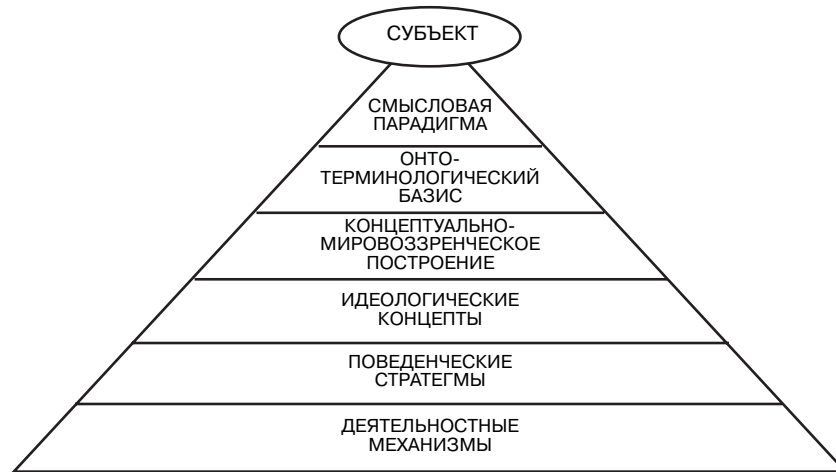 СУБЪЕКТ
СМЫСЛОВАЯ
ПАРАДИГМА
ОНТО-
ТЕРМИНОЛОГИЧЕСКИЙ
БАЗИС
КОНЦЕПТУАЛЬНО-
МИРОВОЗЗРЕНЧЕСКОЕ
ПОСТРОЕНИЕ
ИДЕОЛОГИЧЕСКИЕ
КОНЦЕПТЫ
ПОВЕДЕНЧЕСКИЕ
СТРАТЕГМЫ
ДЕЯТЕЛЬНОСТНЫЕ
МЕХАНИЗМЫ